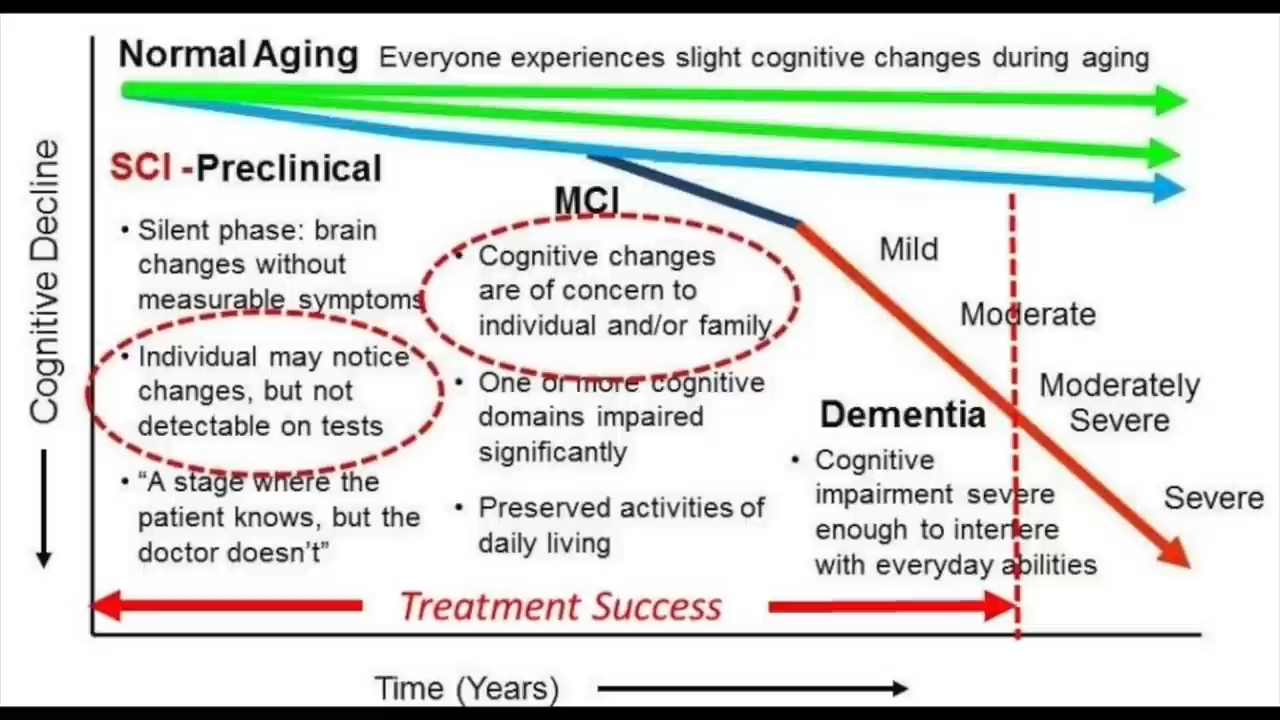 Normal Aging Everyone experiences slight cognitive changes during aging
Cognitive Decline
SCI -Preclinical
• Silent phase: brain
changes without
measurable symptoms
• Individual may notice
changes, but not
detectable on tests
• “A stage where the
patient knows, but the
doctor doesn’t”
MCI
• Cognitive changes
are of concern to
individual and/or family
• One or more cognitive
domains impaired
significantly
• Preserved activities of
daily living
Mild
Moderate
Moderately
Severe
Severe
Dementia
• Cognitive
impairment severe
enough to interfere
with everyday abilities
Treatment Success
Time (Years)